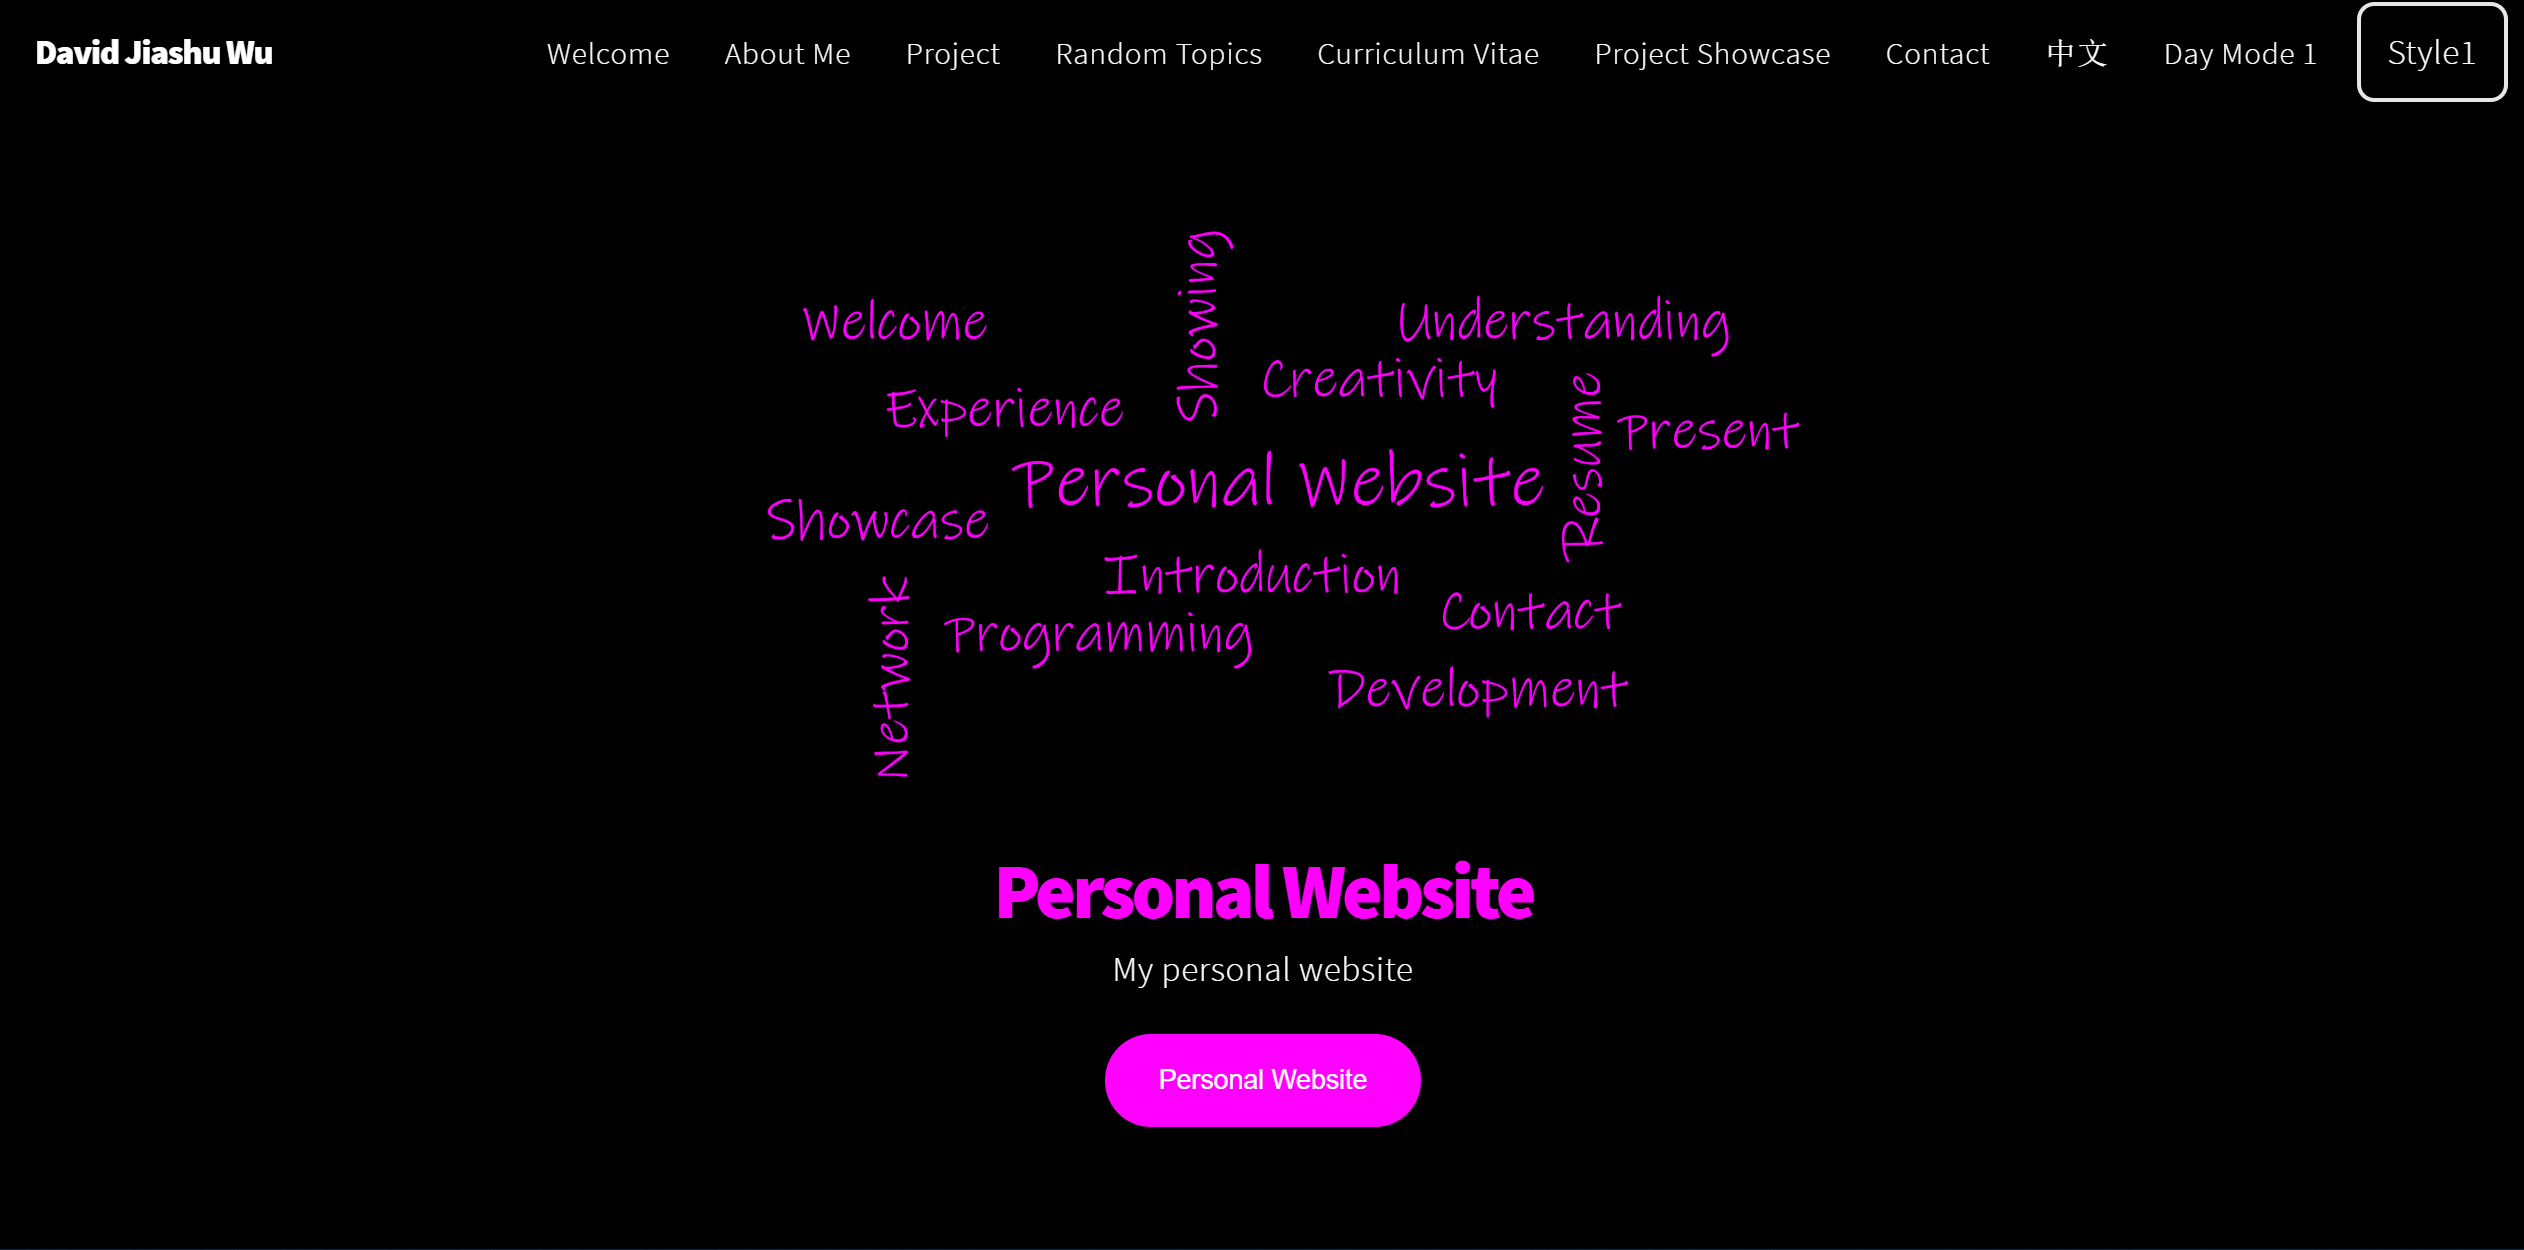 David Jiashu Wu
Welcome About Me Project Random Topics Curriculum Vitae Project Showcase Contact 中文 Day Mode 1 Style1
Showing
Welcome
Understanding
Creativity
Experience
Resume
Present
Personal Website
Showcase
Introduction
Network
Contact
Programming
Development
Personal Website
My personal website
Personal Website